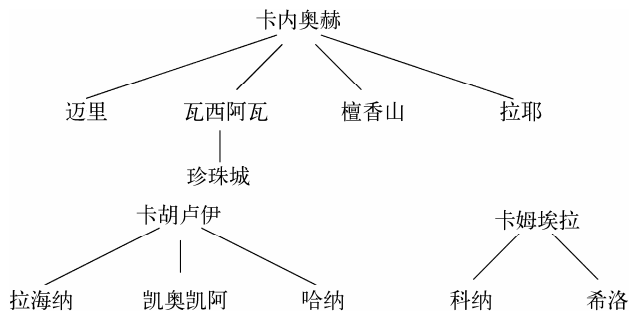 卡内奥赫
迈里 瓦西阿瓦 檀香山 拉耶
珍珠城
卡胡卢伊 卡姆埃拉
拉海纳 凯奥凯阿 哈纳 科纳 希洛